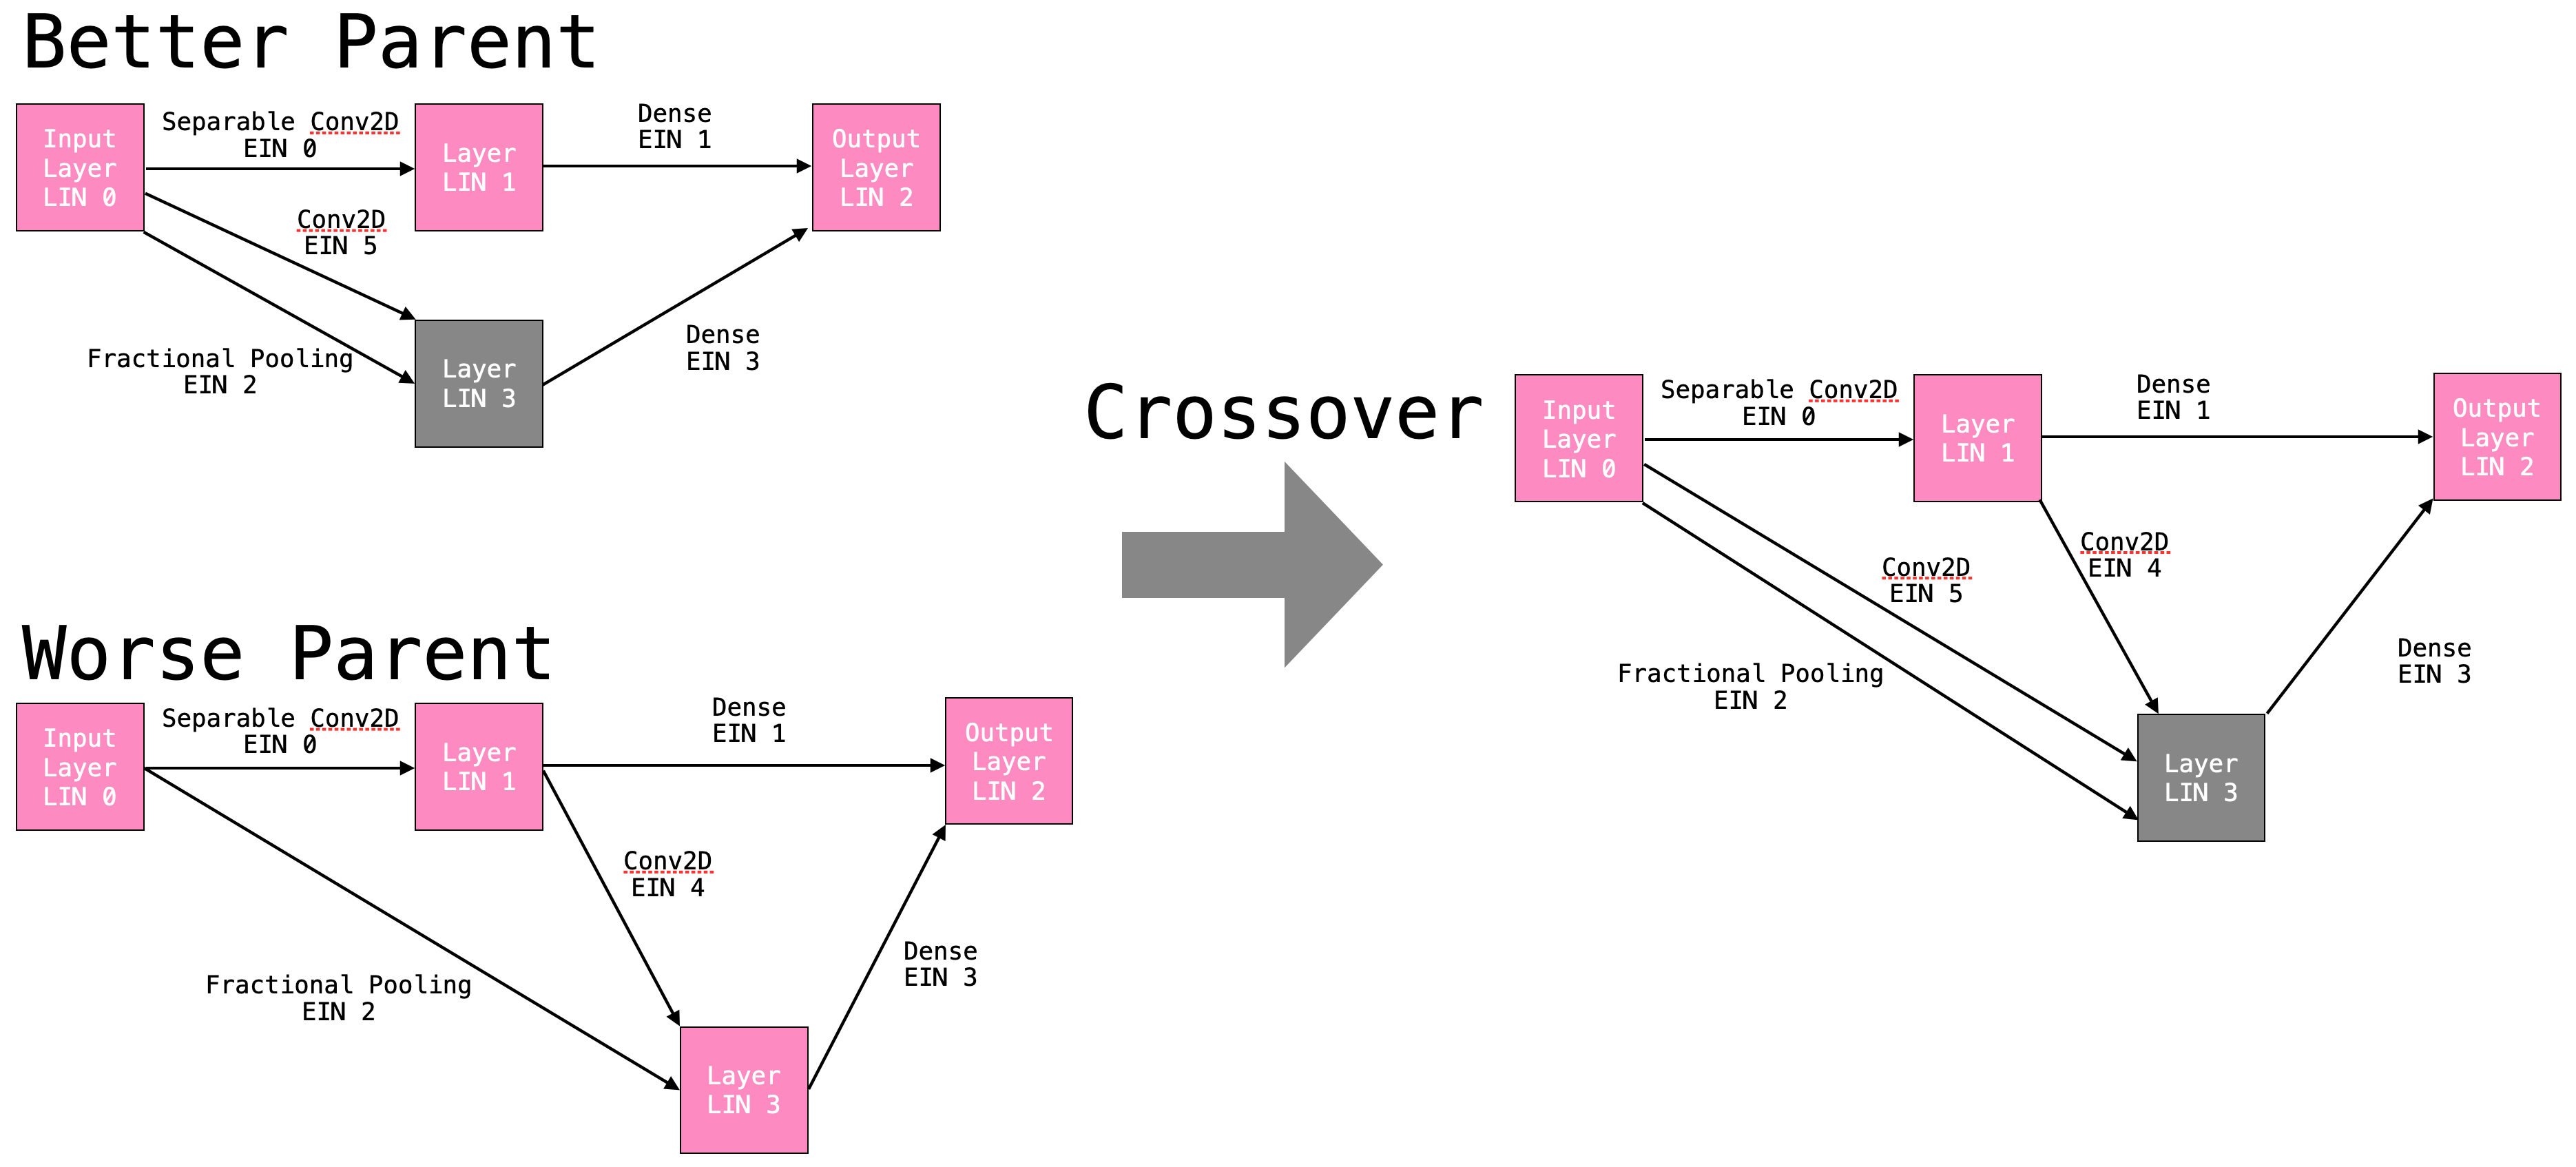 Better Parent
Input
Layer
LIN 0
Separable Conv2D
EIN 0
Layer
LIN 1
Dense
EIN 1
Output
Layer
LIN 2
Conv2D
EIN 5
Fractional Pooling
EIN 2
Layer
LIN 3
Dense
EIN 3
Worse Parent
Input
Layer
LIN 0
Separable Conv2D
EIN 0
Layer
LIN 1
Dense
EIN 1
Output
Layer
LIN 2
Conv2D
EIN 4
Fractional Pooling
EIN 2
Dense
EIN 3
Layer
LIN 3
Crossover
Input
Layer
LIN 0
Separable Conv2D
EIN 0
Layer
LIN 1
Dense
EIN 1
Output
Layer
LIN 2
Conv2D
EIN 4
Conv2D
EIN 5
Fractional Pooling
EIN 2
Dense
EIN 3
Layer
LIN 3